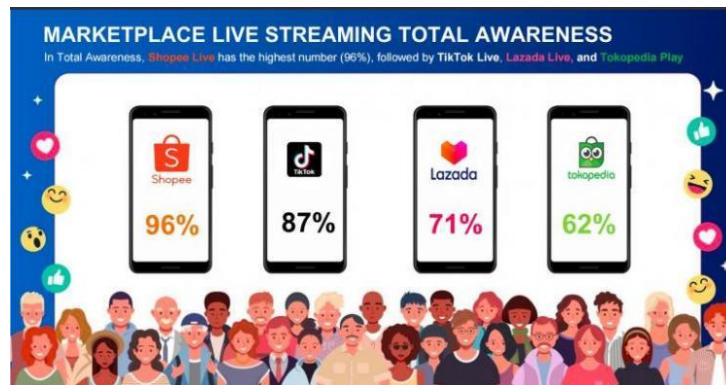 MARKETPLACE LIVE STREAMING TOTAL AWARENESS
In Total Awareness, Shopee Live has the highest number (96%), followed by TikTok Live, Lazada Live, and Tokopedia Play
S
Shopee
96%
TikTok
87%
Lazada
71%
tokopedia
62%